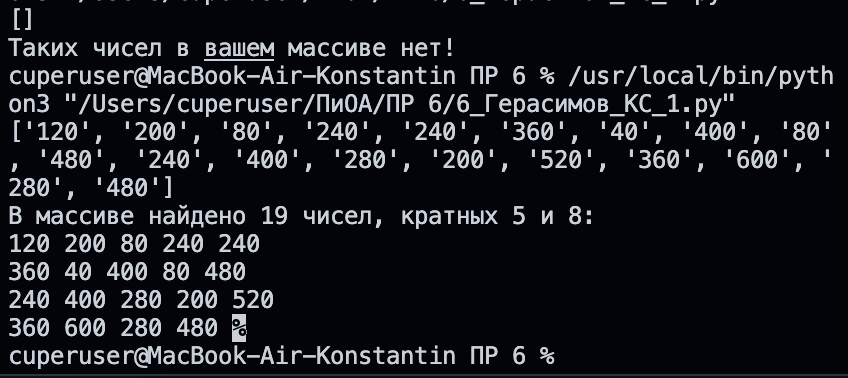 []
Таких чисел в вашем массиве нет!
cuperuser@MacBook-Air-Konstantin ПР 6 % /usr/local/bin/pyth
on3 "/Users/cuperuser/ПиОА/ПР 6/6_Герасимов_КС_1.py"
['120', '200', '80', '240', '240', '360', '40', '400', '80'
, '480', '240', '400', '280', '200', '520', '360', '600', '
280', '480']
В массиве найдено 19 чисел, кратных 5 и 8:
120 200 80 240 240
360 40 400 80 480
240 400 280 200 520
360 600 280 480 %
cuperuser@MacBook-Air-Konstantin ПР 6 %